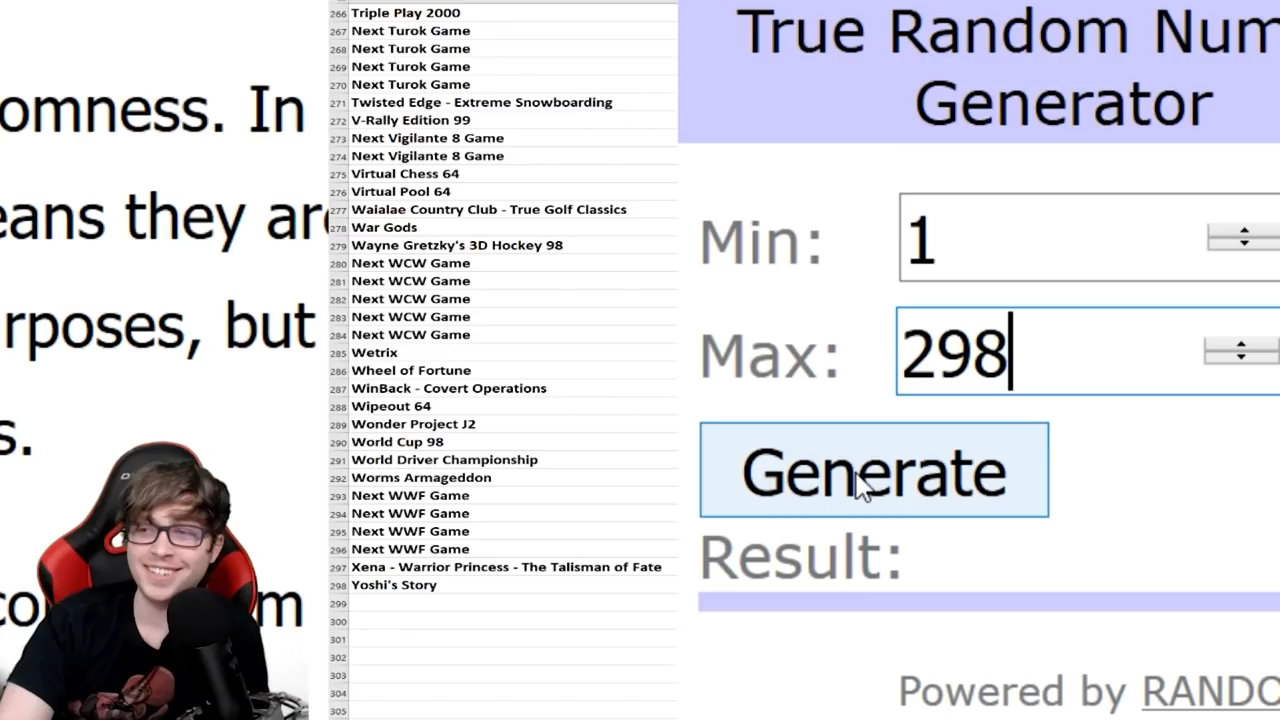 omness. In
eans they ar
rposes, but
s.
266 Triple Play 2000
267 Next Turok Game
268 Next Turok Game
269 Next Turok Game
270 Next Turok Game
271 Twisted Edge - Extreme Snowboarding
272 V-Rally Edition 99
273 Next Vigilante 8 Game
274 Next Vigilante 8 Game
275 Virtual Chess 64
276 Virtual Pool 64
277 Waialae Country Club - True Golf Classics
278 War Gods
279 Wayne Gretzky's 3D Hockey 98
280 Next WCW Game
281 Next WCW Game
282 Next WCW Game
283 Next WCW Game
284 Next WCW Game
285 Wetrix
286 Wheel of Fortune
287 WinBack - Covert Operations
288 Wipeout 64
289 Wonder Project J2
290 World Cup 98
291 World Driver Championship
292 Worms Armageddon
293 Next WWF Game
294 Next WWF Game
295 Next WWF Game
296 Next WWF Game
297 Xena - Warrior Princess - The Talisman of Fate
298 Yoshi's Story
299
300
301
302
303
304
305
True Random Num
Generator
Min: 1
Max: 298
Generate
Result:
Powered by RANDO